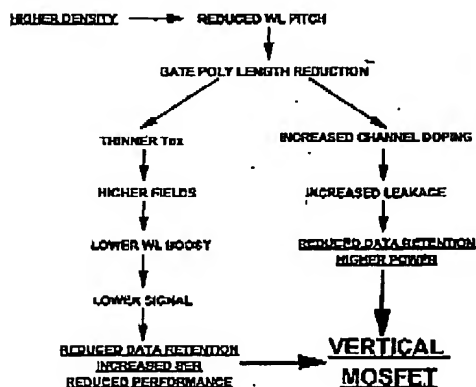 HIGHER DENSITY
REDUCED WL PITCH
GATE POLY LENGTH REDUCTION
THINNER Tox
INCREASED CHANNEL DOPING
HIGHER FIELDS
INCREASED LEAKAGE
LOWER WL BOOST
REDUCED DATA RETENTION
HIGHER POWER
LOWER SIGNAL
REDUCED DATA RETENTION
INCREASED SER
REDUCED PERFORMANCE
VERTICAL
MOSFET